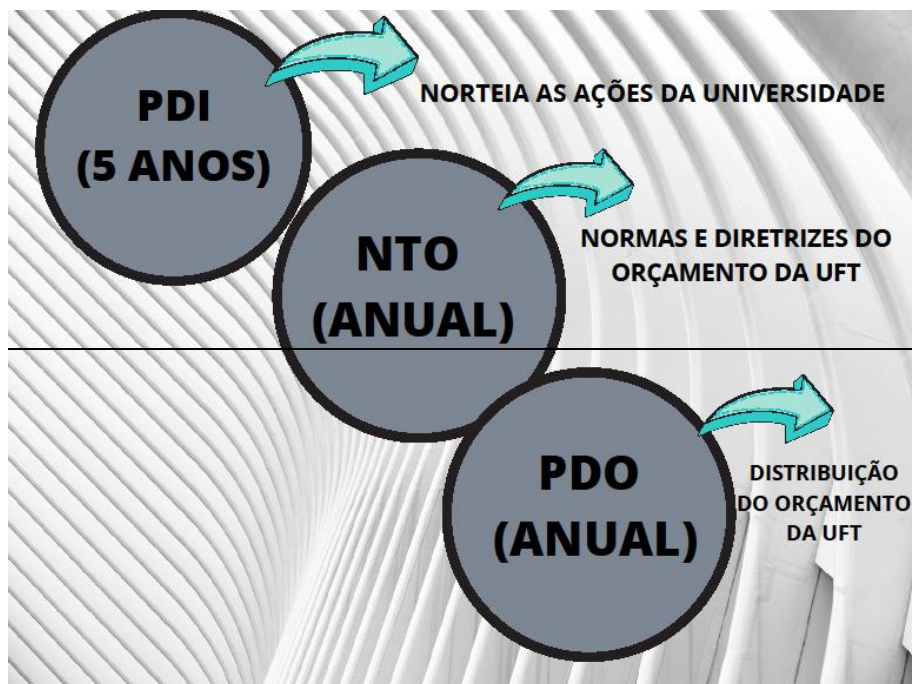 PDI
(5 ANOS)
NORTEIA AS AÇÕES DA UNIVERSIDADE
NTO
(ANUAL)
NORMAS E DIRETRIZES DO
ORÇAMENTO DA UFT
PDO
(ANUAL)
DISTRIBUIÇÃO
DO ORÇAMENTO
DA UFT